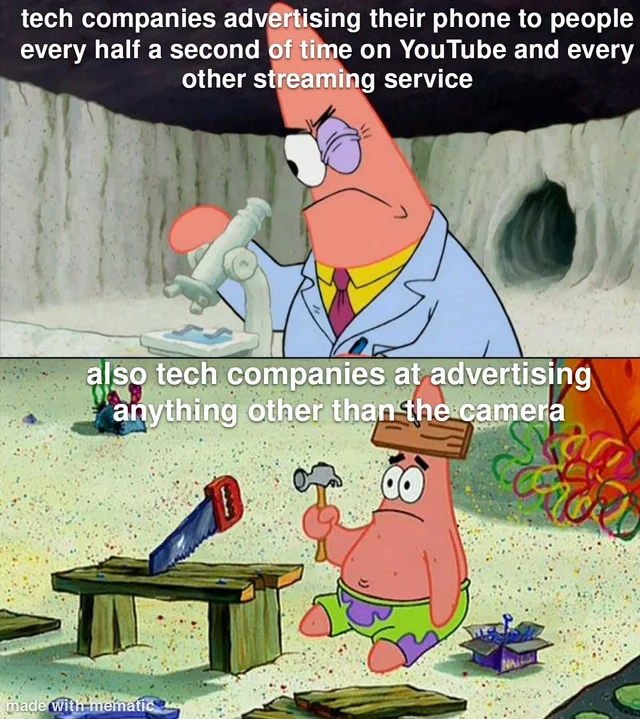 tech companies advertising their phone to people
every half a second of time on YouTube and every
other streaming service
also tech companies at advertising
anything other than the camera
NAILS
made with mematic